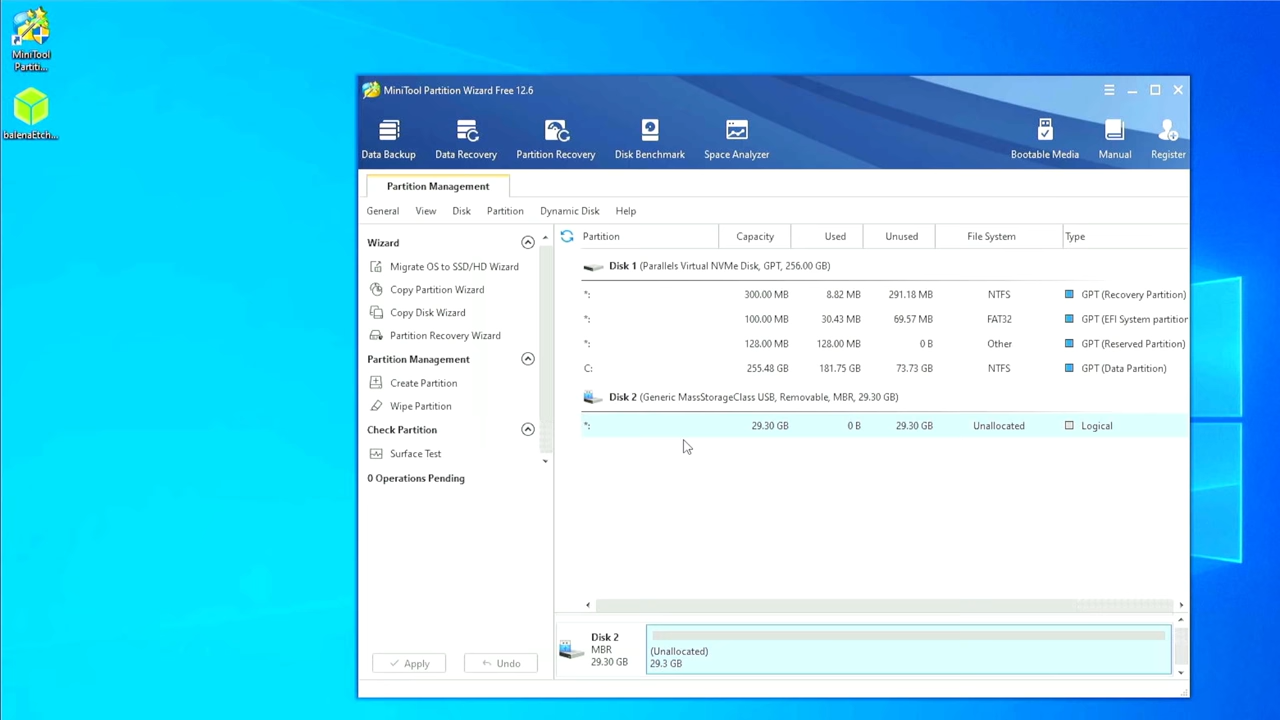 MiniTool
Partiti...
balenaEtch...
MiniTool Partition Wizard Free 12.6
Data Backup Data Recovery Partition Recovery Disk Benchmark Space Analyzer Bootable Media Manual Register
Partition Management
General View Disk Partition Dynamic Disk Help
Wizard
Migrate OS to SSD/HD Wizard
Copy Partition Wizard
Copy Disk Wizard
Partition Recovery Wizard
Partition Management
Create Partition
Wipe Partition
Check Partition
Surface Test
0 Operations Pending
Apply Undo
Partition Capacity Used Unused File System Type
Disk 1 (Parallels Virtual NVMe Disk, GPT, 256.00 GB)
*: 300.00 MB 8.82 MB 291.18 MB NTFS GPT (Recovery Partition)
*: 100.00 MB 30.43 MB 69.57 MB FAT32 GPT (EFI System partition
*: 128.00 MB 128.00 MB 0 B Other GPT (Reserved Partition)
C: 255.48 GB 181.75 GB 73.73 GB NTFS GPT (Data Partition)
Disk 2 (Generic MassStorageClass USB, Removable, MBR, 29.30 GB)
*: 29.30 GB 0 B 29.30 GB Unallocated Logical
Disk 2
MBR
29.30 GB
(Unallocated)
29.3 GB